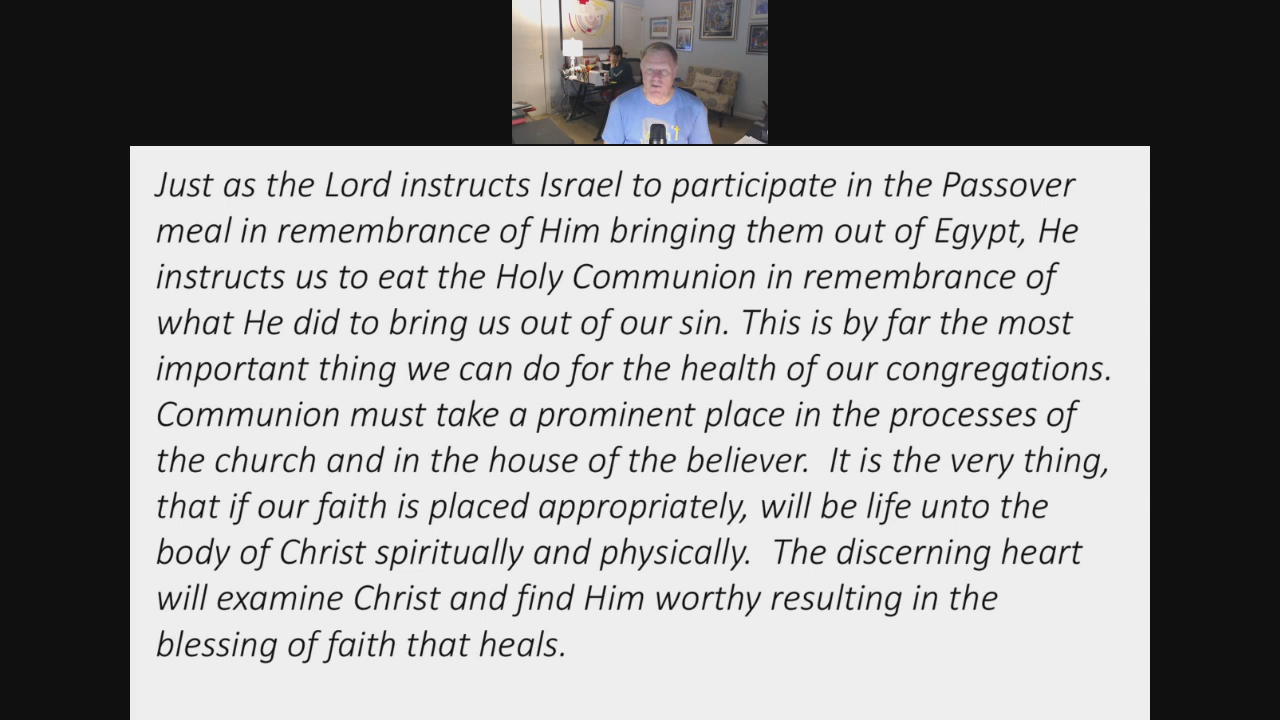 Just as the Lord instructs Israel to participate in the Passover
meal in remembrance of Him bringing them out of Egypt, He
instructs us to eat the Holy Communion in remembrance of
what He did to bring us out of our sin. This is by far the most
important thing we can do for the health of our congregations.
Communion must take a prominent place in the processes of
the church and in the house of the believer.  It is the very thing,
that if our faith is placed appropriately, will be life unto the
body of Christ spiritually and physically.  The discerning heart
will examine Christ and find Him worthy resulting in the
blessing of faith that heals.